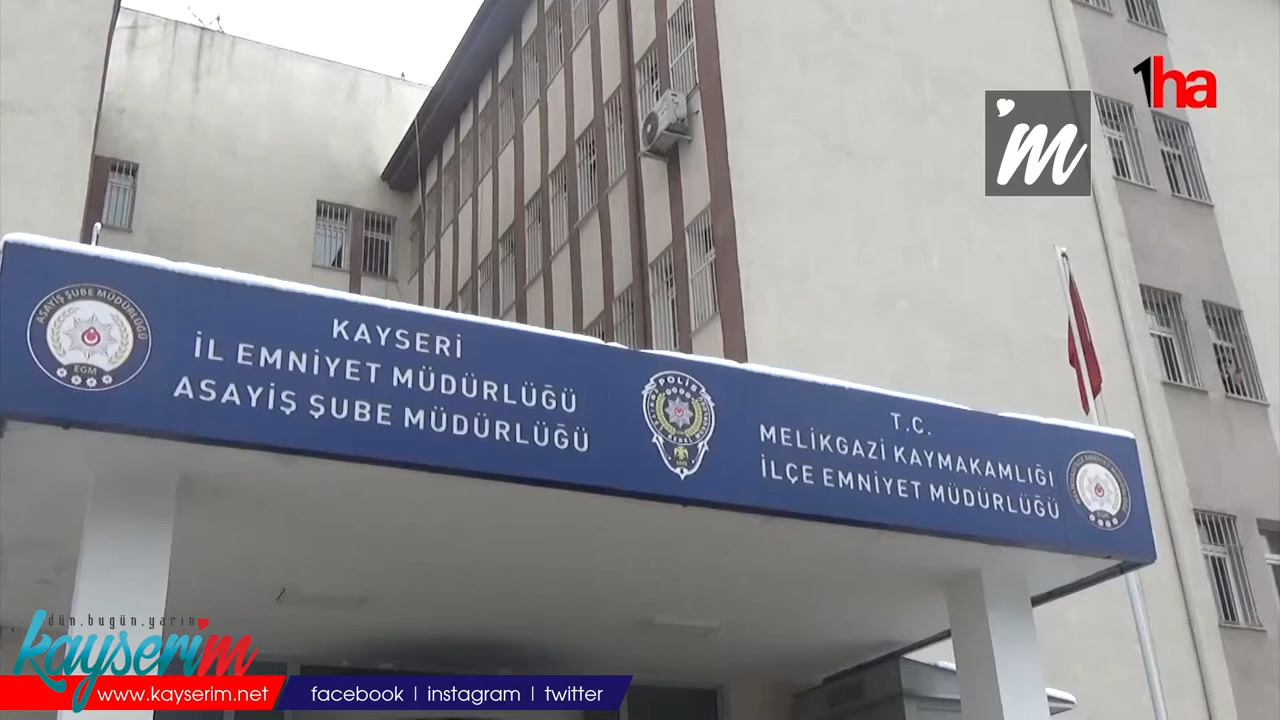 1ha
'm
ASAYİŞ ŞUBE MÜDÜRLÜĞÜ
EGM
KAYSERİ
İL EMNİYET MÜDÜRLÜĞÜ
ASAYİŞ ŞUBE MÜDÜRLÜĞÜ
POLİS
T.C.
MELİKGAZİ KAYMAKAMLIĞI
İLÇE EMNİYET MÜDÜRLÜĞÜ
EGM
dün.bugün.yarın
kayserim
www.kayserim.net
facebook | instagram | twitter